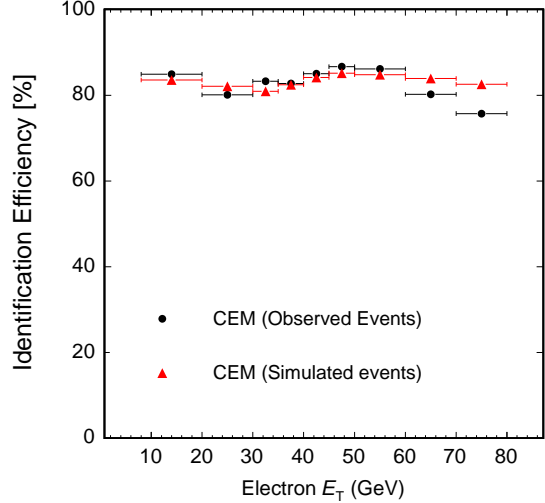 Identification Efficiency [%]
100
80
60
40
20
0
CEM (Observed Events)
CEM (Simulated events)
10 20 30 40 50 60 70 80
Electron E_T (GeV)